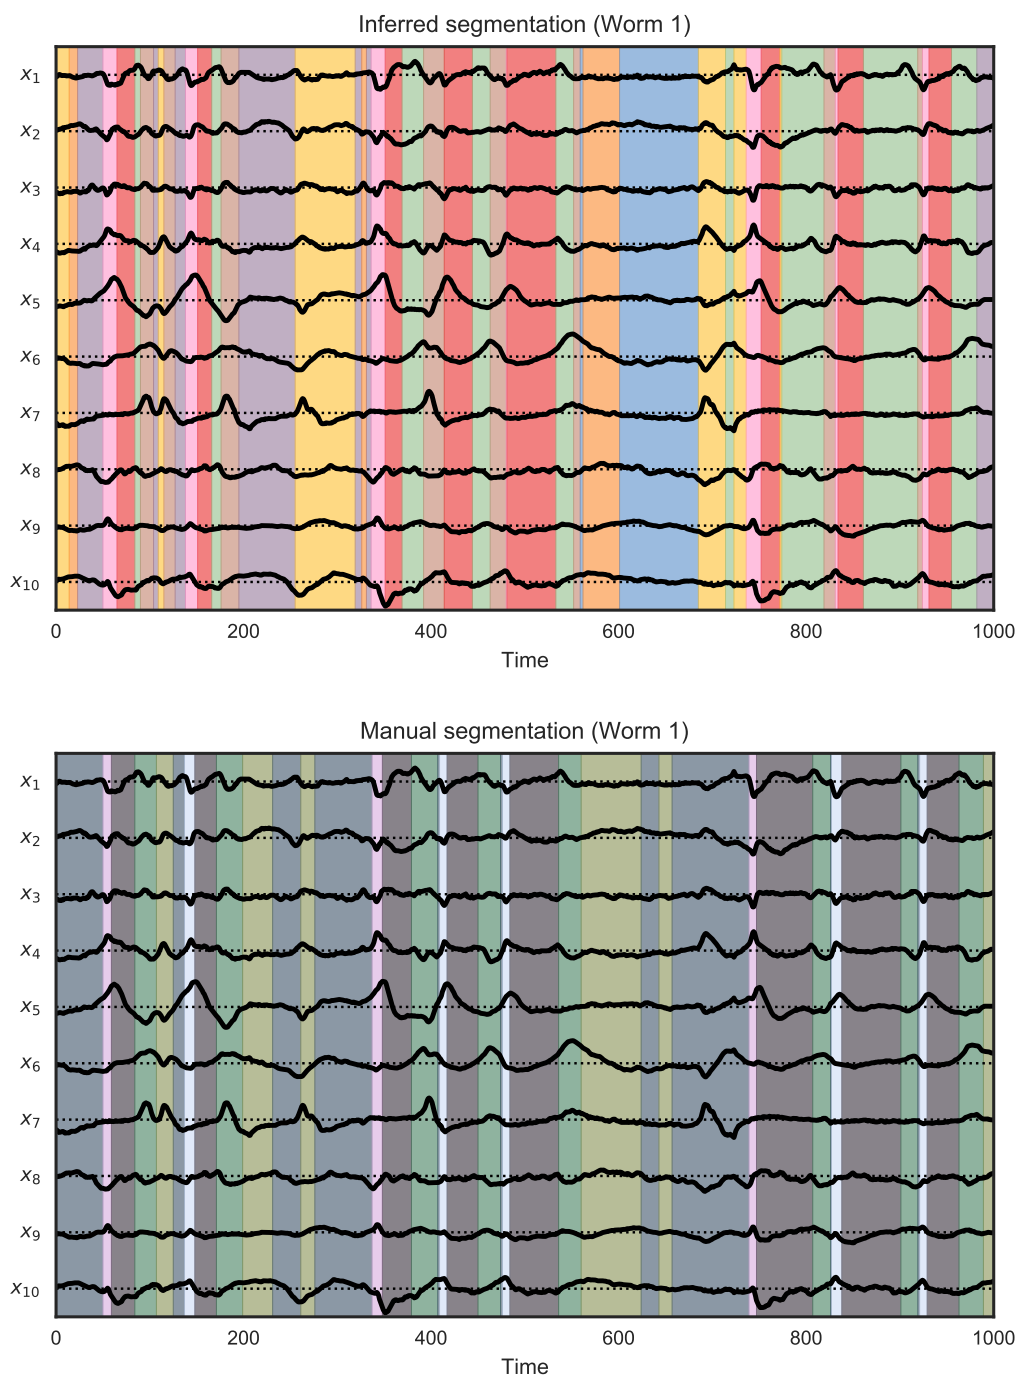 Inferred segmentation (Worm 1)
x1
x2
x3
x4
x5
x6
x7
x8
x9
x10
0 200 400 600 800 1000
Time
Manual segmentation (Worm 1)
x1
x2
x3
x4
x5
x6
x7
x8
x9
x10
0 200 400 600 800 1000
Time